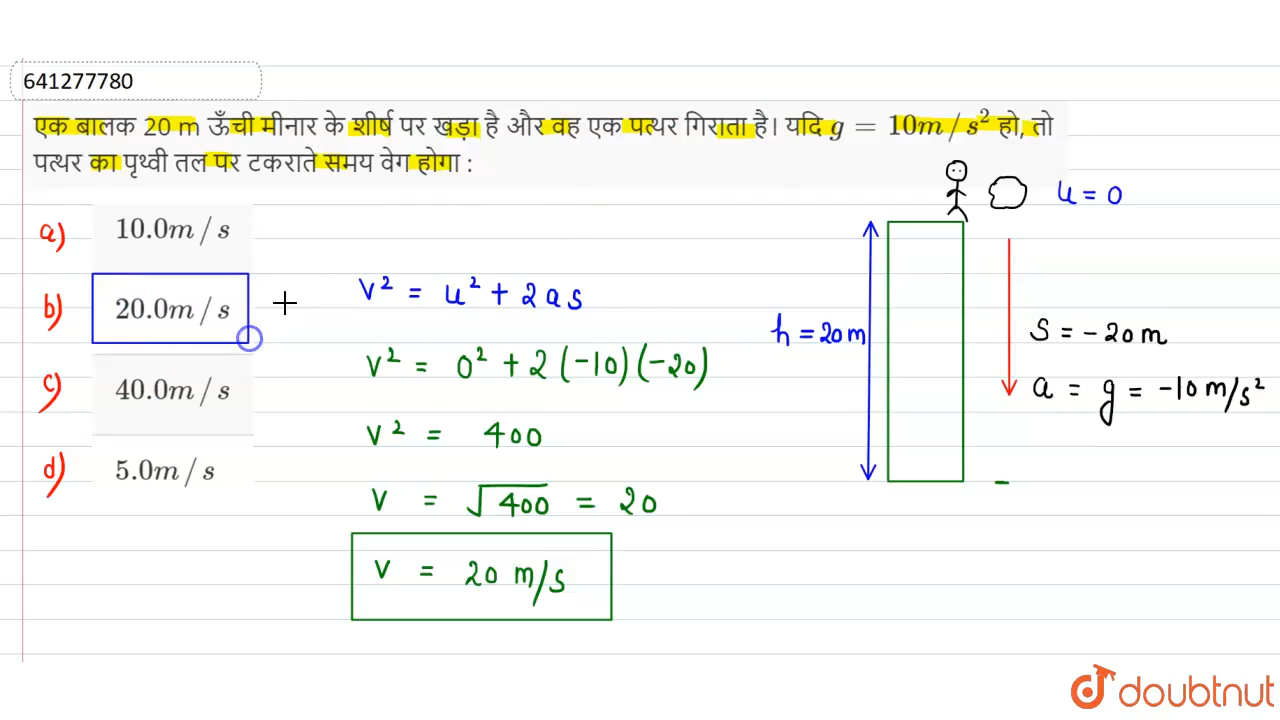 641277780
एक बालक 20 m ऊँची मीनार के शीर्ष पर खड़ा है और वह एक पत्थर गिराता है। यदि g = 10m/s² हो, तो
पत्थर का पृथ्वी तल पर टकराते समय वेग होगा :
a) 10.0m/s
b) 20.0m/s
c) 40.0m/s
d) 5.0m/s
v² = u² + 2as
v² = 0² + 2(-10)(-20)
v² = 400
v = √400 = 20
v = 20 m/s
u = 0
h = 20m
S = -20m
a = g = -10 m/s²
doubtnut